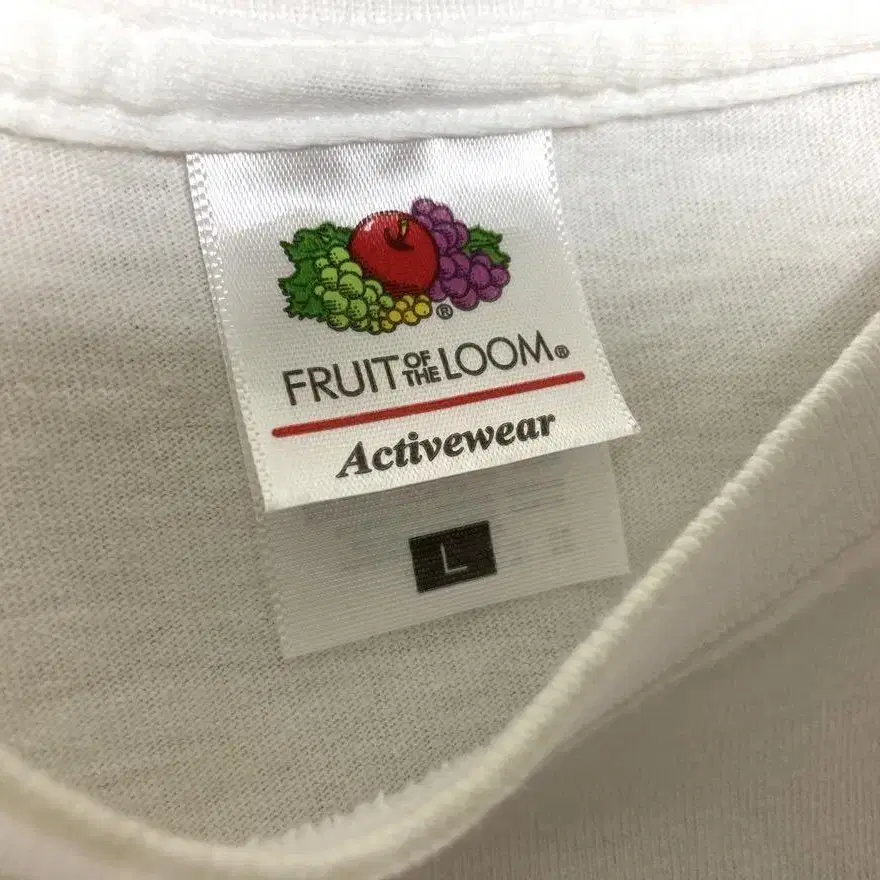 ®
FRUIT OF THE LOOM®
Activewear
L